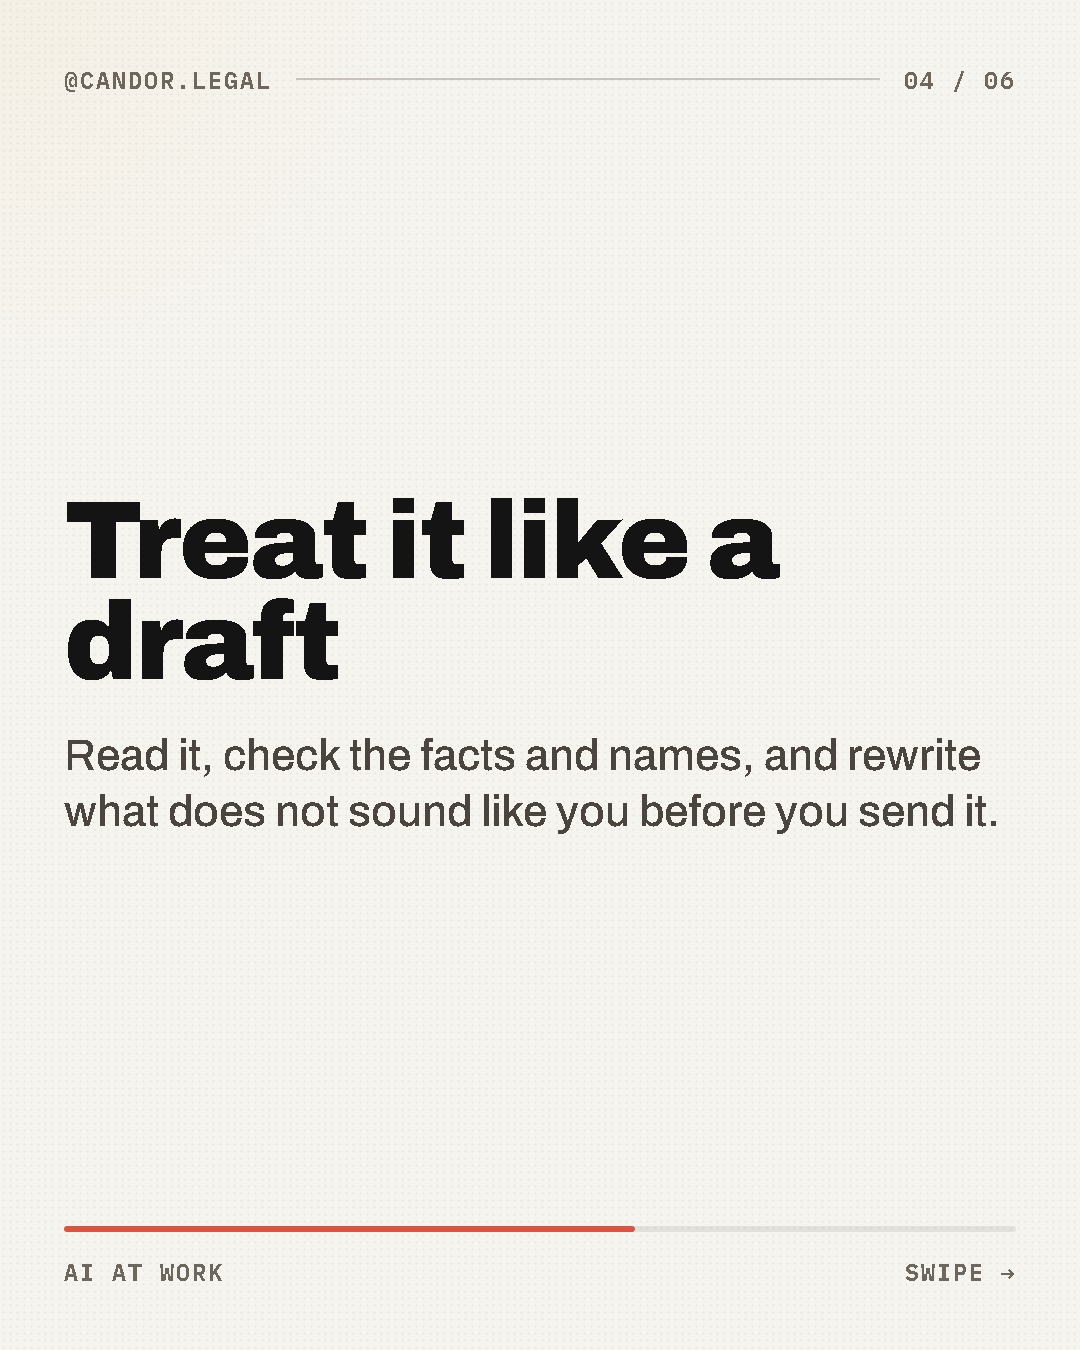 @CANDOR.LEGAL 04 / 06
Treat it like a
draft
Read it, check the facts and names, and rewrite
what does not sound like you before you send it.
AI AT WORK SWIPE →